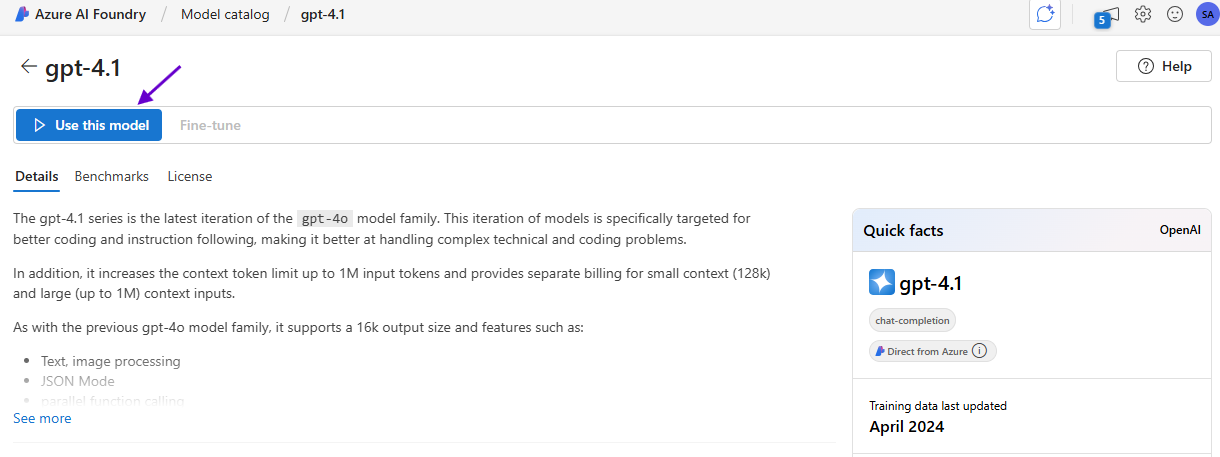 Azure AI Foundry / Model catalog / gpt-4.1
5
SA
gpt-4.1
Help
Use this model
Fine-tune
Details Benchmarks License
The gpt-4.1 series is the latest iteration of the gpt-4o model family. This iteration of models is specifically targeted for
better coding and instruction following, making it better at handling complex technical and coding problems.
In addition, it increases the context token limit up to 1M input tokens and provides separate billing for small context (128k)
and large (up to 1M) context inputs.
As with the previous gpt-4o model family, it supports a 16k output size and features such as:
• Text, image processing
• JSON Mode
• parallel function calling
See more
Quick facts
OpenAI
gpt-4.1
chat-completion
Direct from Azure
Training data last updated
April 2024